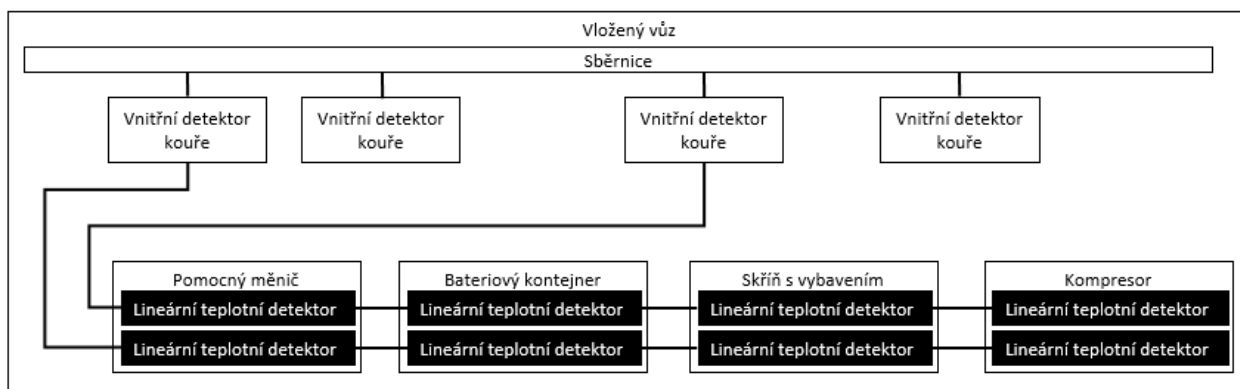 Vložený vůz
Sběrnice
Vnitřní detektor
kouře
Vnitřní detektor
kouře
Vnitřní detektor
kouře
Vnitřní detektor
kouře
Pomocný měnič
Lineární teplotní detektor
Lineární teplotní detektor
Bateriový kontejner
Lineární teplotní detektor
Lineární teplotní detektor
Skříň s vybavením
Lineární teplotní detektor
Lineární teplotní detektor
Kompresor
Lineární teplotní detektor
Lineární teplotní detektor